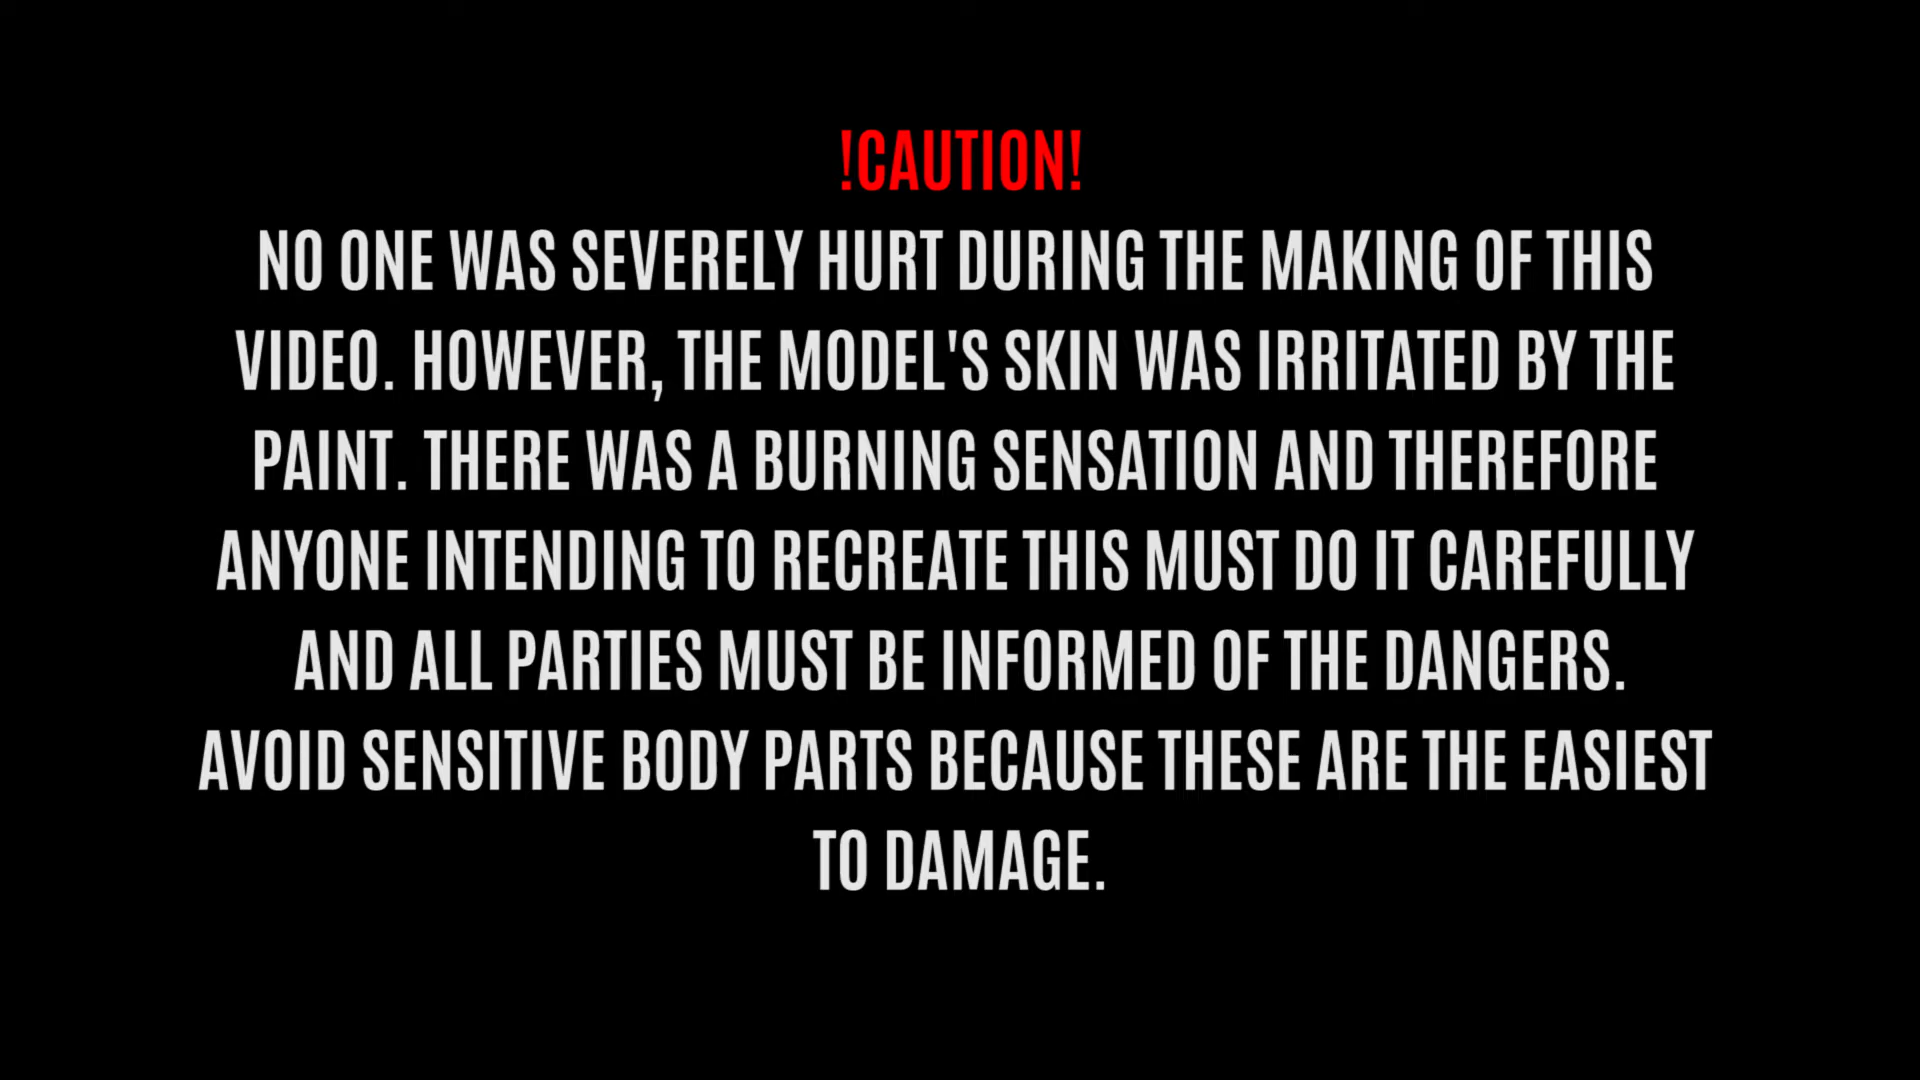 !CAUTION!
NO ONE WAS SEVERELY HURT DURING THE MAKING OF THIS
VIDEO. HOWEVER, THE MODEL'S SKIN WAS IRRITATED BY THE
PAINT. THERE WAS A BURNING SENSATION AND THEREFORE
ANYONE INTENDING TO RECREATE THIS MUST DO IT CAREFULLY
AND ALL PARTIES MUST BE INFORMED OF THE DANGERS.
AVOID SENSITIVE BODY PARTS BECAUSE THESE ARE THE EASIEST
TO DAMAGE.